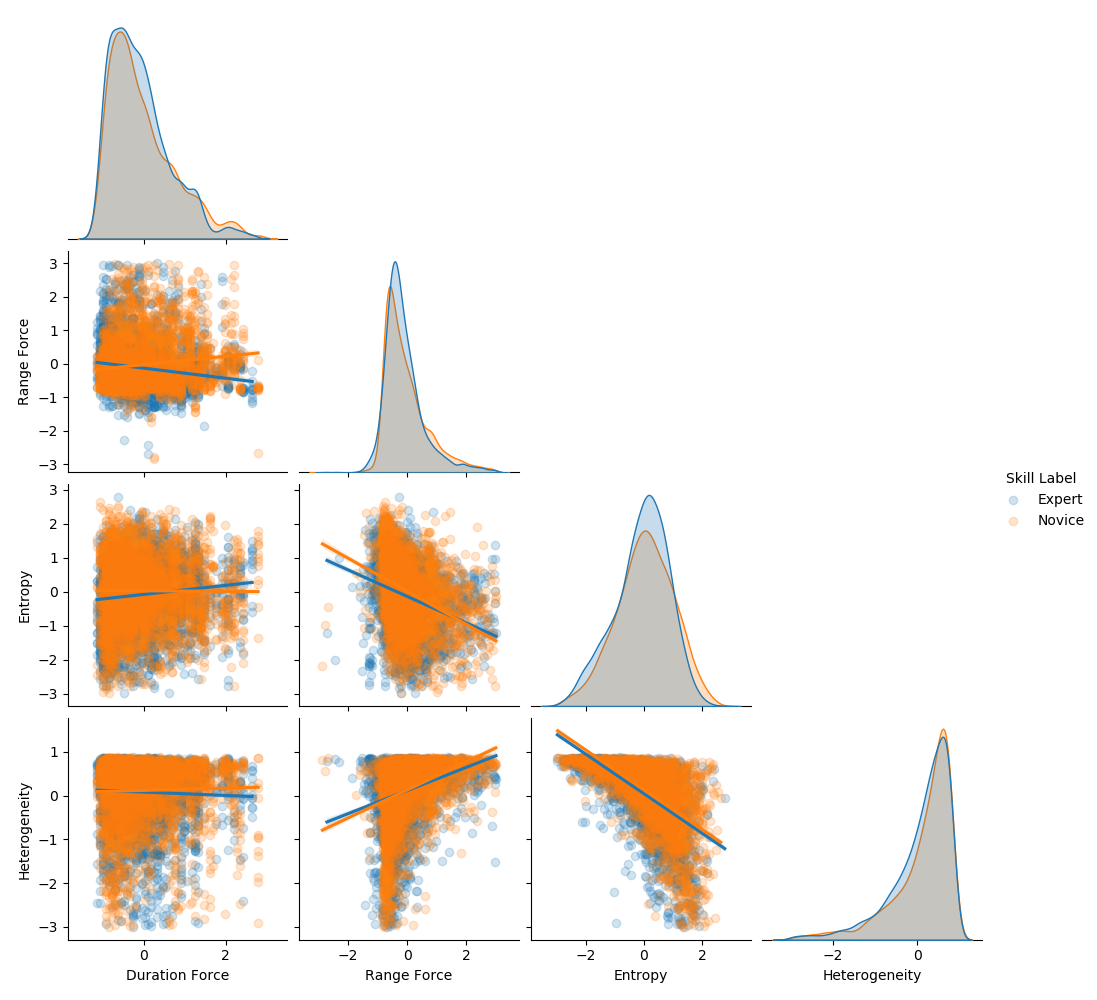 3
2
1
0
−1
−2
−3
Range Force
3
2
1
0
−1
−2
−3
Entropy
Skill Label
Expert
Novice
1
0
−1
−2
−3
Heterogeneity
0 2
−2 0 2
−2 0 2
−2 0
Duration Force
Range Force
Entropy
Heterogeneity